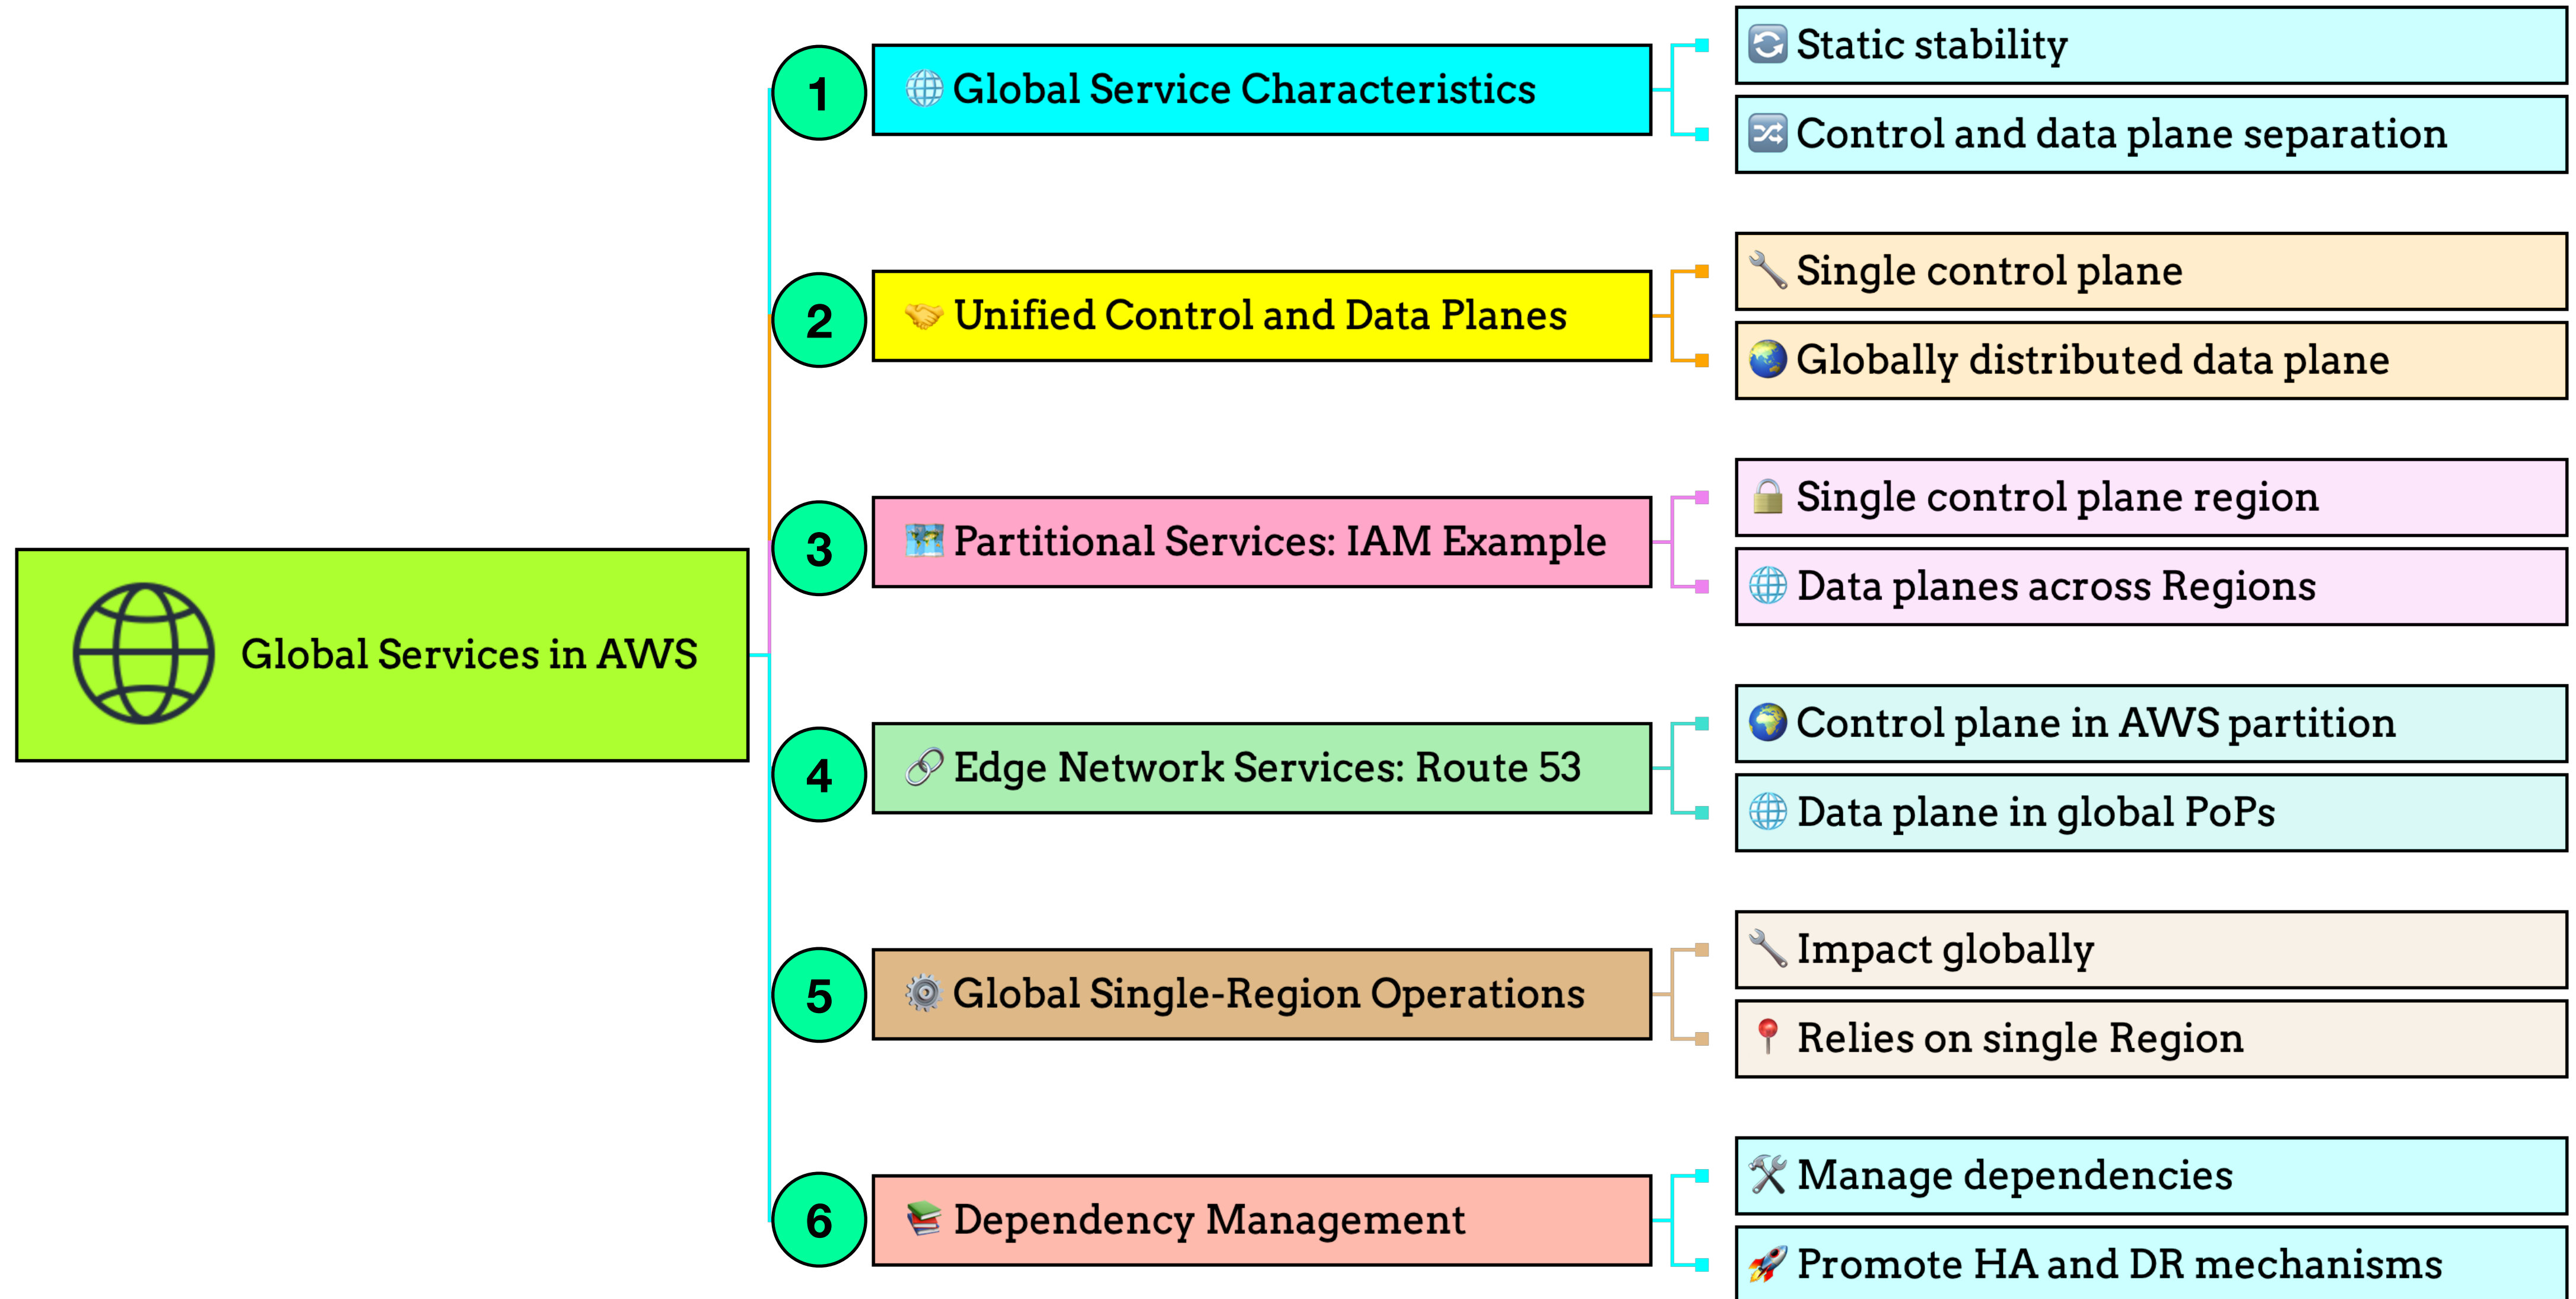 Global Services in AWS
1
Global Service Characteristics
Static stability
Control and data plane separation
2
Unified Control and Data Planes
Single control plane
Globally distributed data plane
3
Partitional Services: IAM Example
Single control plane region
Data planes across Regions
4
Edge Network Services: Route 53
Control plane in AWS partition
Data plane in global PoPs
5
Global Single-Region Operations
Impact globally
Relies on single Region
6
Dependency Management
Manage dependencies
Promote HA and DR mechanisms